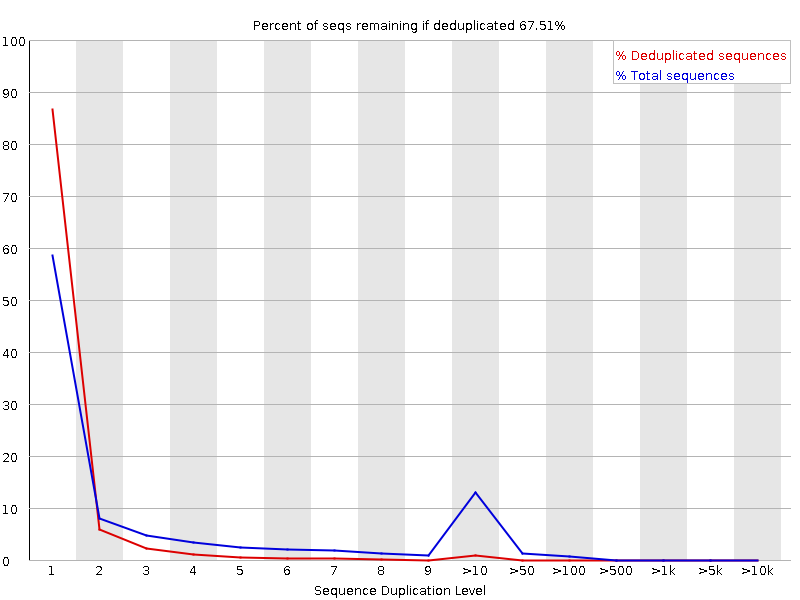 Percent of seqs remaining if deduplicated 67.51%
% Deduplicated sequences
% Total sequences
100
90
80
70
60
50
40
30
20
10
0
1 2 3 4 5 6 7 8 9 >10 >50 >100 >500 >1k >5k >10k
Sequence Duplication Level